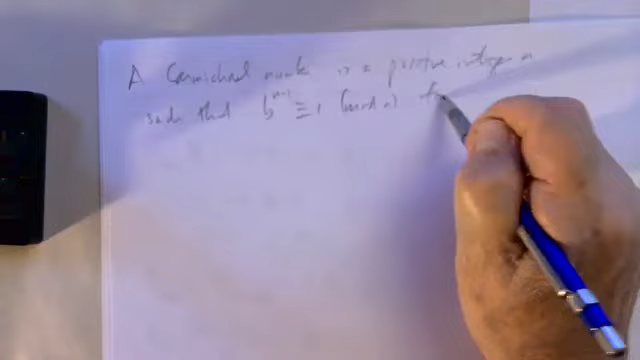 A Carmichael number is a positive integer n
such that b^{n-1} ≡ 1 (mod n) f